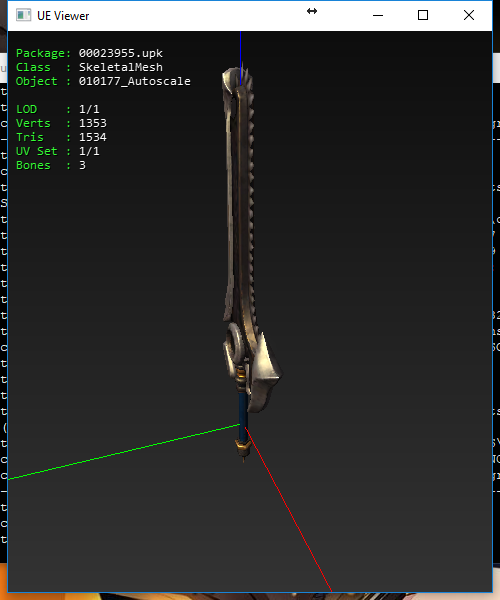 UE Viewer
Package: 00023955.upk
Class : SkeletalMesh
Object : 010177_Autoscale
LOD : 1/1
Verts : 1353
Tris : 1534
UV Set : 1/1
Bones : 3